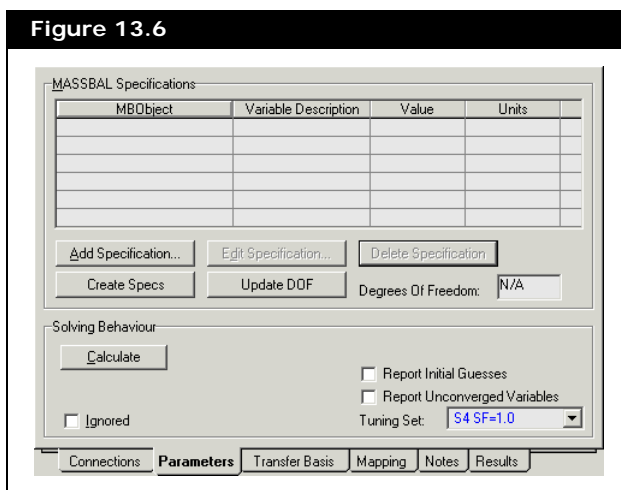 Figure 13.6
MASSBAL Specifications
MBObject Variable Description Value Units
Add Specification... Edit Specification... Delete Specification
Create Specs Update DOF Degrees Of Freedom: N/A
Solving Behaviour
Calculate
Report Initial Guesses
Report Unconverged Variables
Ignored Tuning Set: S4 SF=1.0
Connections Parameters Transfer Basis Mapping Notes Results